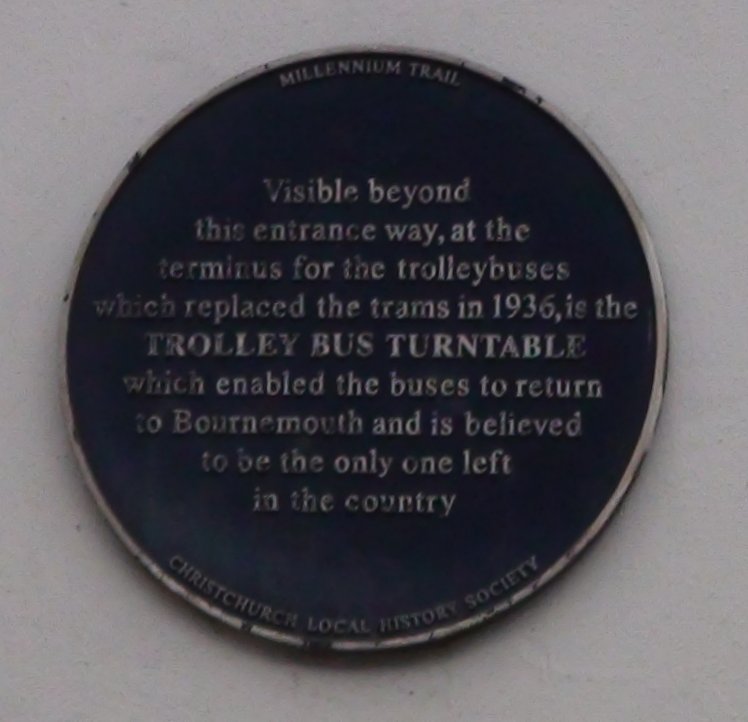 MILLENNIUM TRAIL
Visible beyond
this entrance way, at the
terminus for the trolleybuses
which replaced the trams in 1936, is the
TROLLEY BUS TURNTABLE
which enabled the buses to return
to Bournemouth and is believed
to be the only one left
in the country
CHRISTCHURCH LOCAL HISTORY SOCIETY